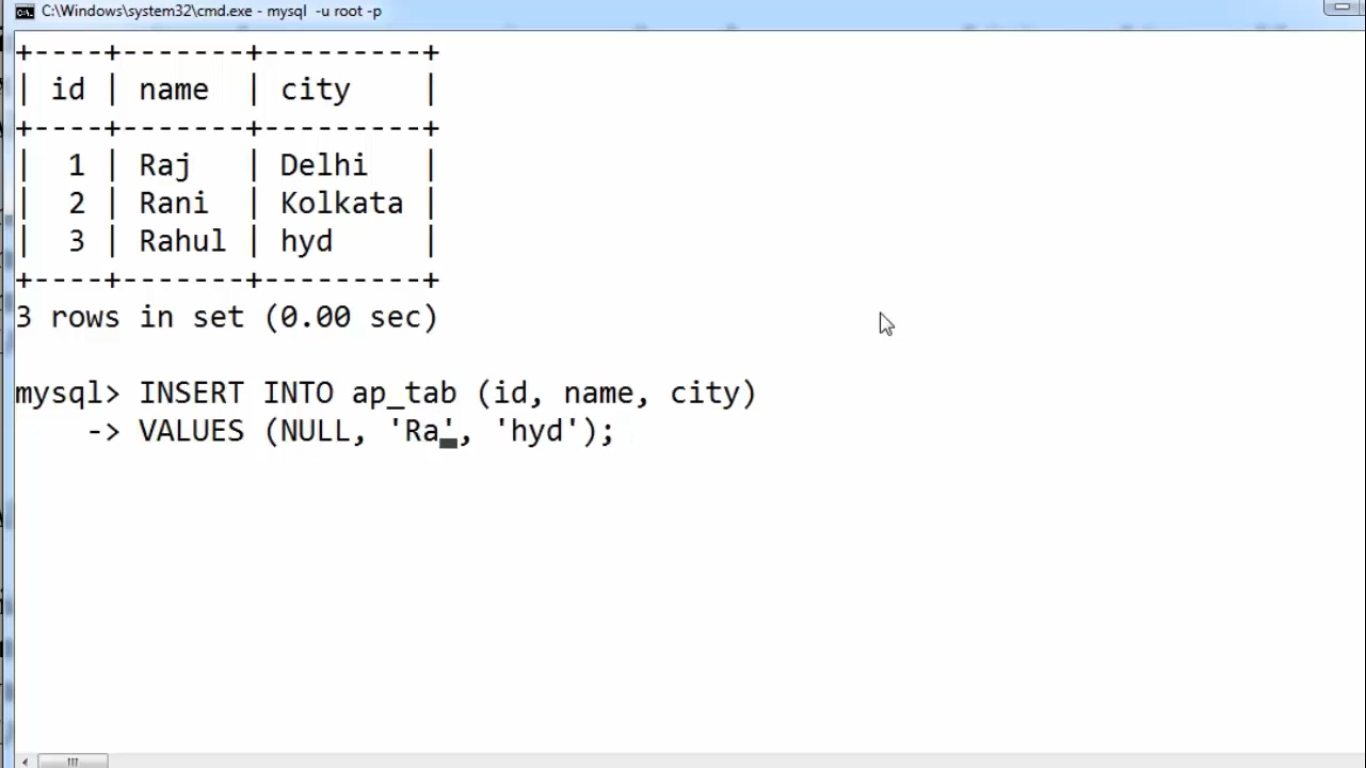 C:\Windows\system32\cmd.exe - mysql  -u root -p
+----+-------+---------+
| id | name  | city    |
+----+-------+---------+
|  1 | Raj   | Delhi   |
|  2 | Rani  | Kolkata |
|  3 | Rahul | hyd     |
+----+-------+---------+
3 rows in set (0.00 sec)
mysql> INSERT INTO ap_tab (id, name, city)
    -> VALUES (NULL, 'Ra', 'hyd');